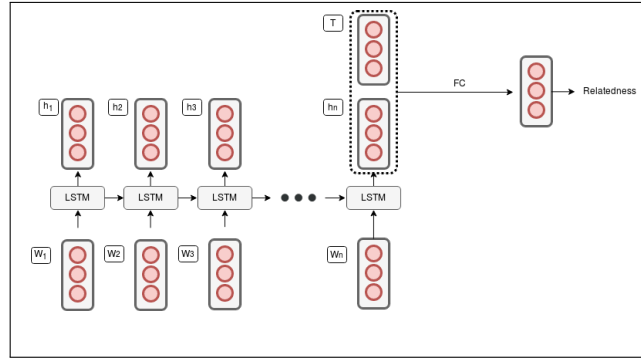 T
FC
Relatedness
h1
h2
h3
hn
LSTM
LSTM
LSTM
LSTM
W1
W2
W3
Wn